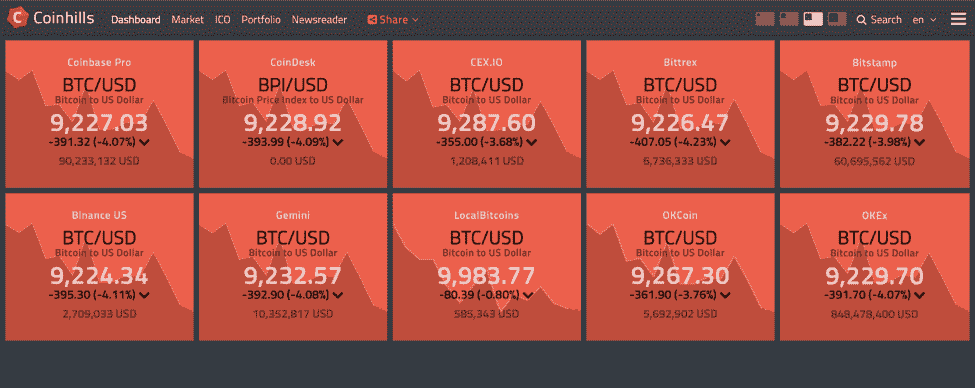 Coinhills Dashboard Market ICO Portfolio Newsreader Share Search en
Coinbase Pro
BTC/USD
Bitcoin to US Dollar
9,227.03
-391.32 (-4.07%)
90,233,132 USD
CoinDesk
BPI/USD
Bitcoin Price Index to US Dollar
9,228.92
-393.99 (-4.09%)
0.00 USD
CEX.IO
BTC/USD
Bitcoin to US Dollar
9,287.60
-355.00 (-3.68%)
1,208,411 USD
Bittrex
BTC/USD
Bitcoin to US Dollar
9,226.47
-407.05 (-4.23%)
6,736,333 USD
Bitstamp
BTC/USD
Bitcoin to US Dollar
9,229.78
-382.22 (-3.98%)
60,695,562 USD
Binance US
BTC/USD
Bitcoin to US Dollar
9,224.34
-395.30 (-4.11%)
2,709,033 USD
Gemini
BTC/USD
Bitcoin to US Dollar
9,232.57
-392.90 (-4.08%)
10,352,817 USD
LocalBitcoins
BTC/USD
Bitcoin to US Dollar
9,983.77
-80.39 (-0.80%)
585,343 USD
OKCoin
BTC/USD
Bitcoin to US Dollar
9,267.30
-361.90 (-3.76%)
5,692,902 USD
OKEx
BTC/USD
Bitcoin to US Dollar
9,229.70
-391.70 (-4.07%)
848,478,400 USD